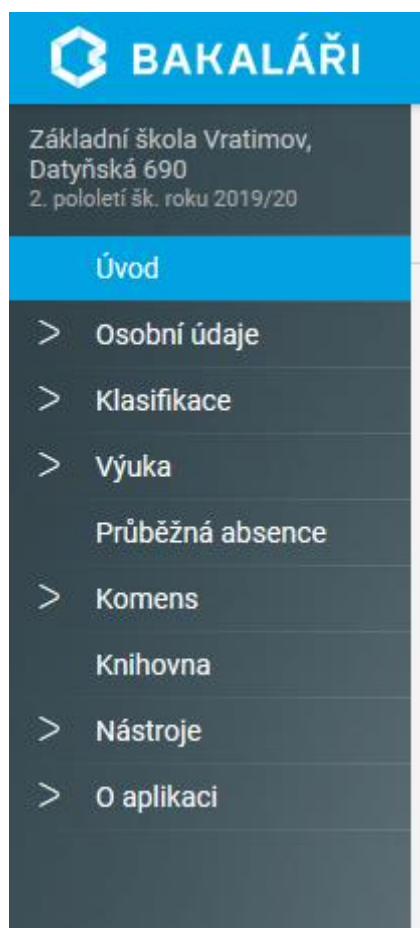 BAKALÁŘI
Základní škola Vratimov,
Datyňská 690
2. pololetí šk. roku 2019/20
Úvod
> Osobní údaje
> Klasifikace
> Výuka
Průběžná absence
> Komens
Knihovna
> Nástroje
> O aplikaci